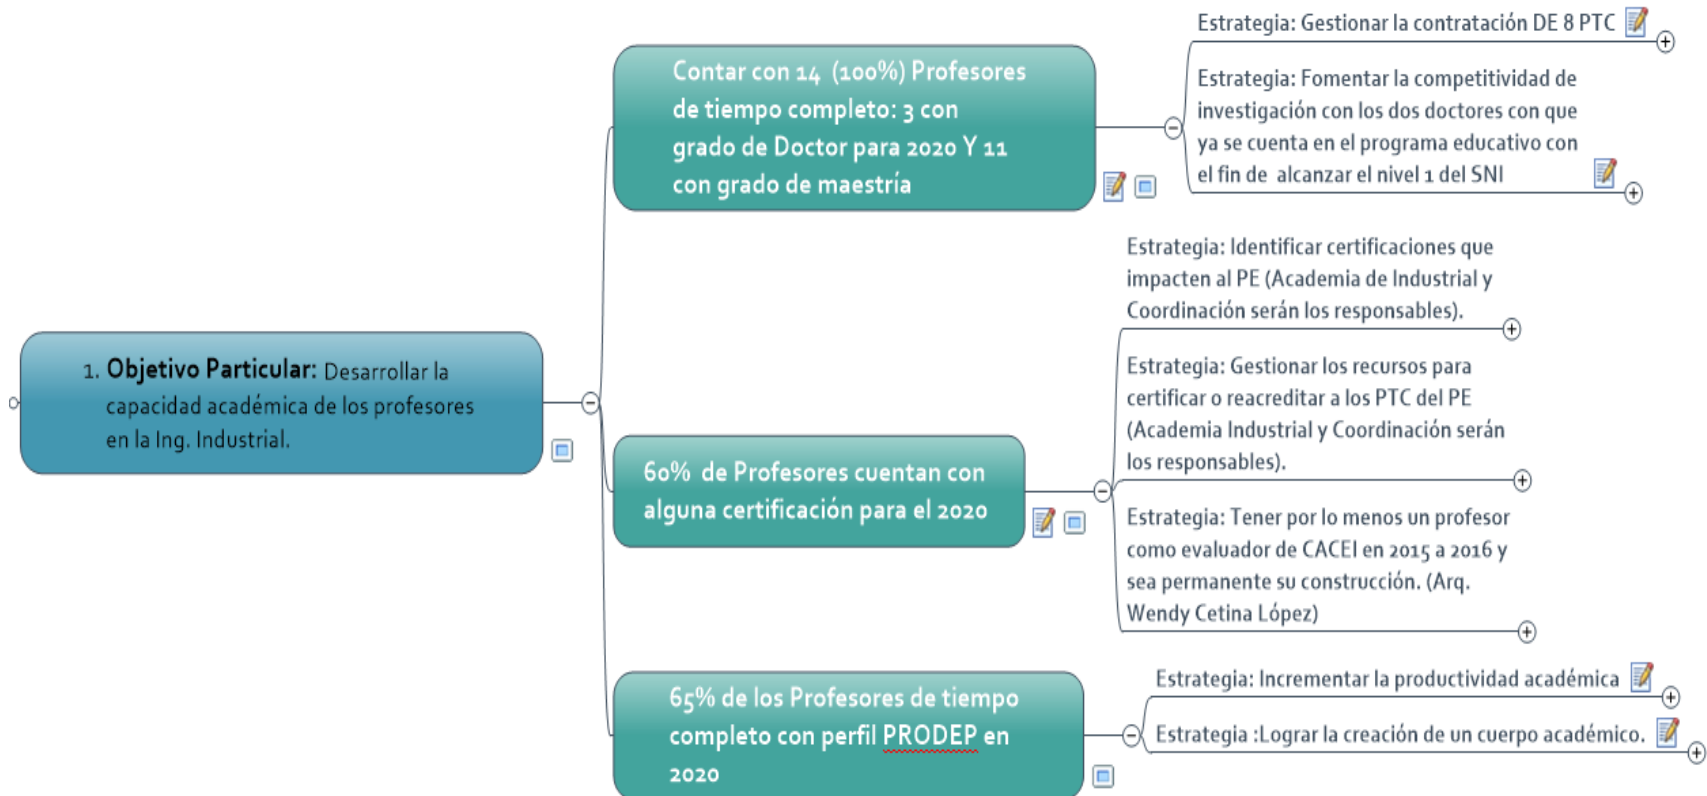 1. Objetivo Particular: Desarrollar la
capacidad académica de los profesores
en la Ing. Industrial.
Contar con 14 (100%) Profesores
de tiempo completo: 3 con
grado de Doctor para 2020 Y 11
con grado de maestría
Estrategia: Gestionar la contratación DE 8 PTC
Estrategia: Fomentar la competitividad de
investigación con los dos doctores con que
ya se cuenta en el programa educativo con
el fin de alcanzar el nivel 1 del SNI
60% de Profesores cuentan con
alguna certificación para el 2020
Estrategia: Identificar certificaciones que
impacten al PE (Academia de Industrial y
Coordinación serán los responsables).
Estrategia: Gestionar los recursos para
certificar o reacreditar a los PTC del PE
(Academia Industrial y Coordinación serán
los responsables).
Estrategia: Tener por lo menos un profesor
como evaluador de CACEI en 2015 a 2016 y
sea permanente su construcción. (Arq.
Wendy Cetina López)
65% de los Profesores de tiempo
completo con perfil PRODEP en
2020
Estrategia: Incrementar la productividad académica
Estrategia :Lograr la creación de un cuerpo académico.